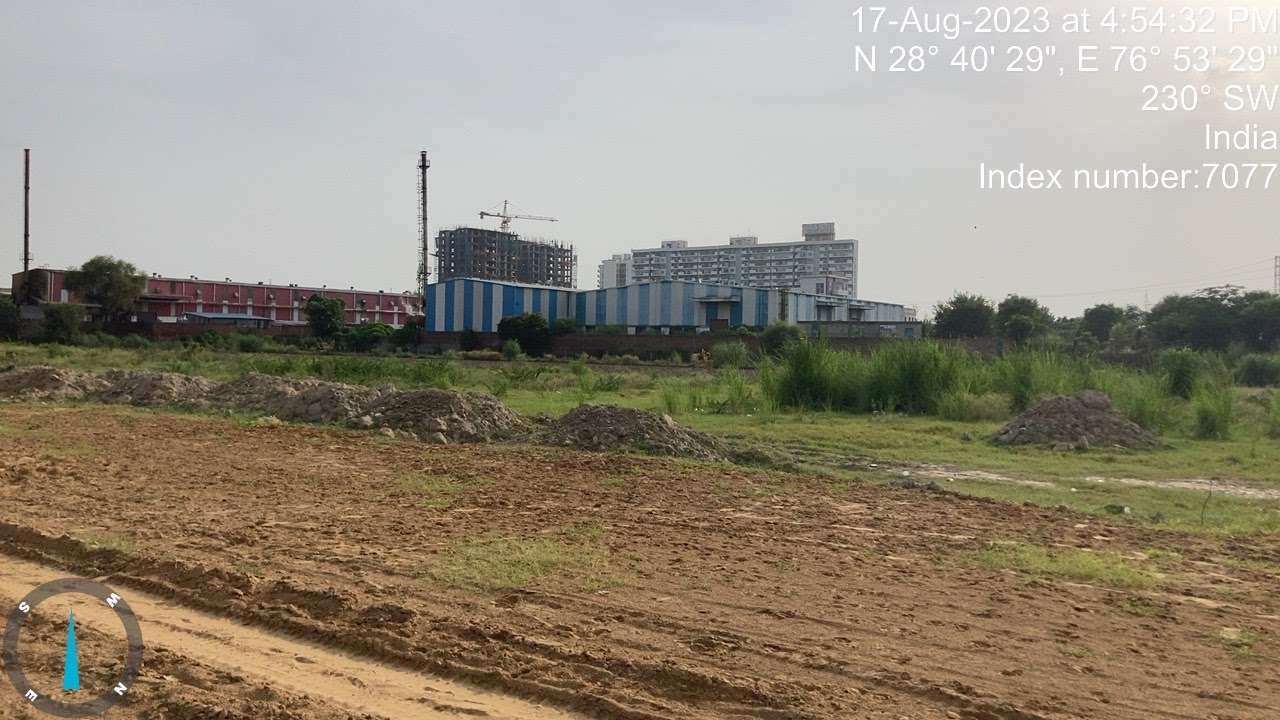 17-Aug-2023 at 4:54:32 PM
N 28° 40' 29", E 76° 53' 29"
230° SW
India
Index number:7077
S W
E N